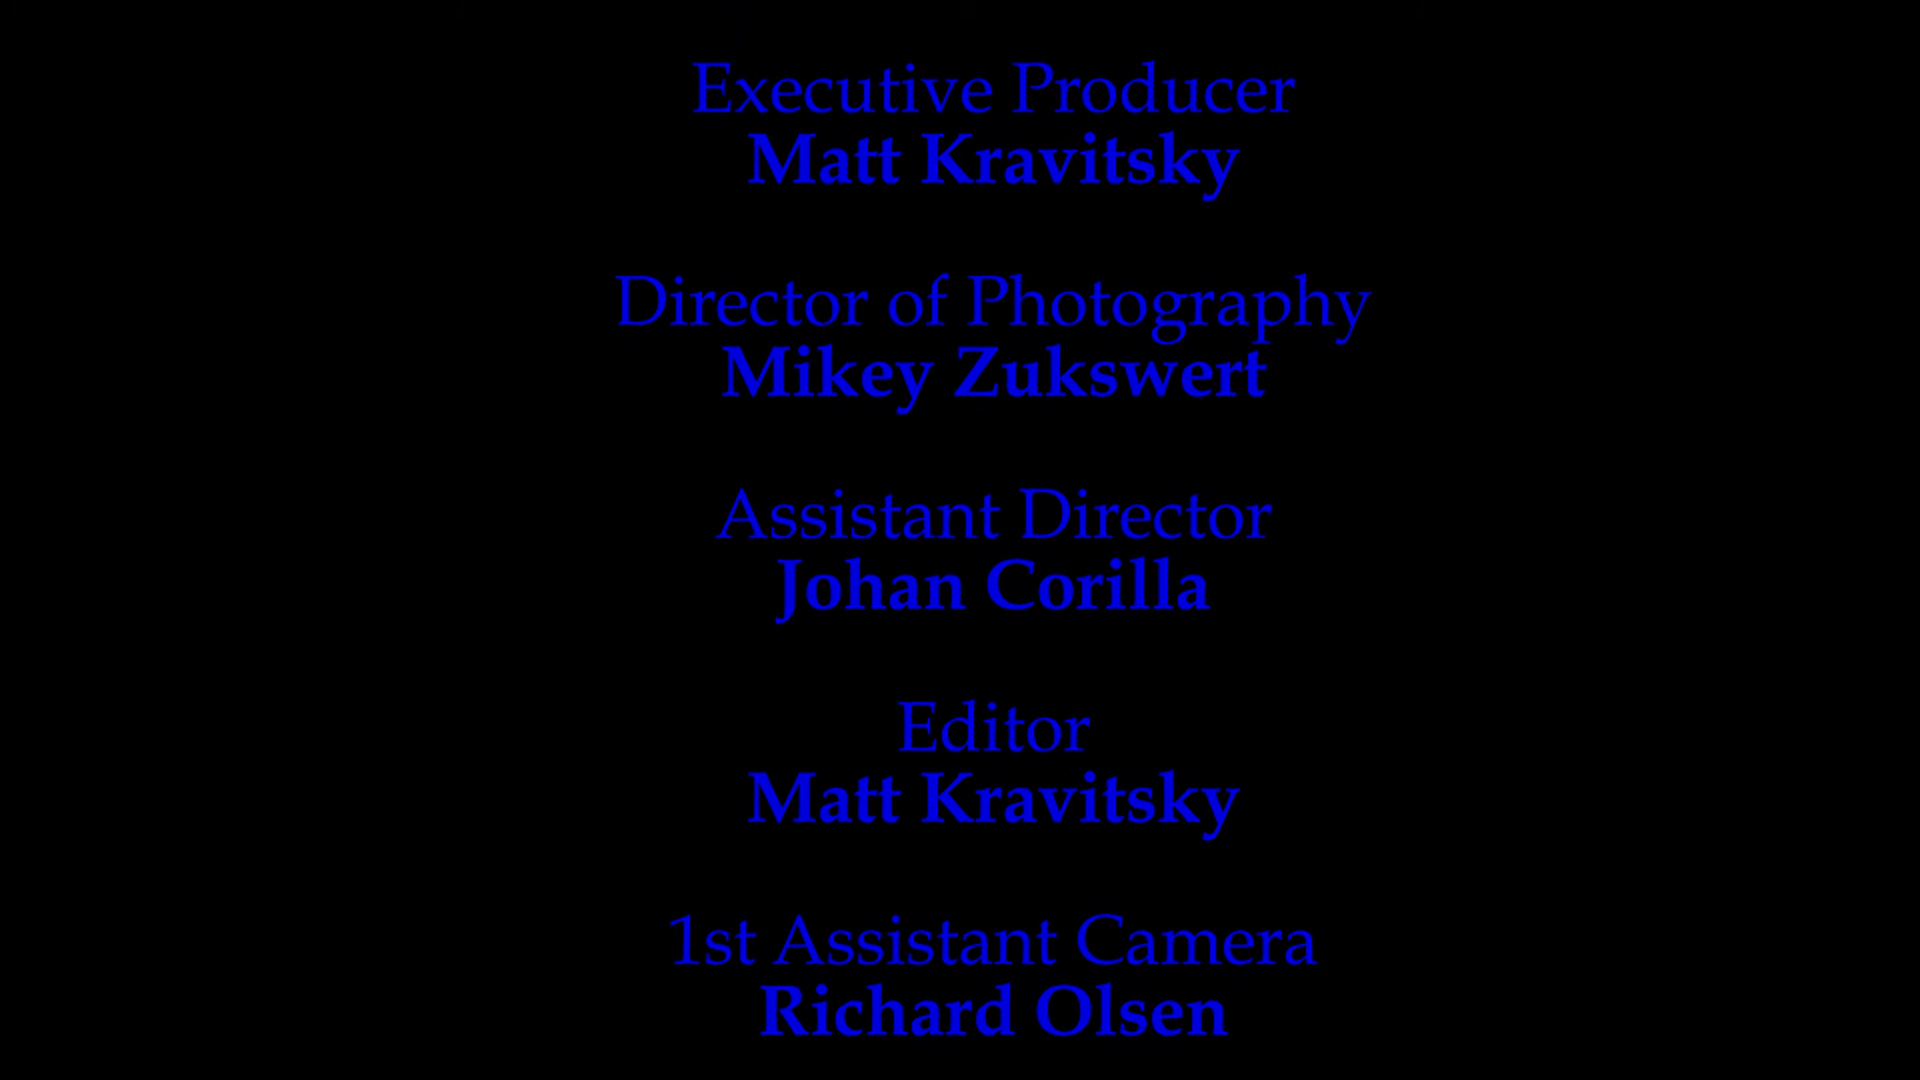 Executive Producer
Matt Kravitsky
Director of Photography
Mikey Zukswert
Assistant Director
Johan Corilla
Editor
Matt Kravitsky
1st Assistant Camera
Richard Olsen